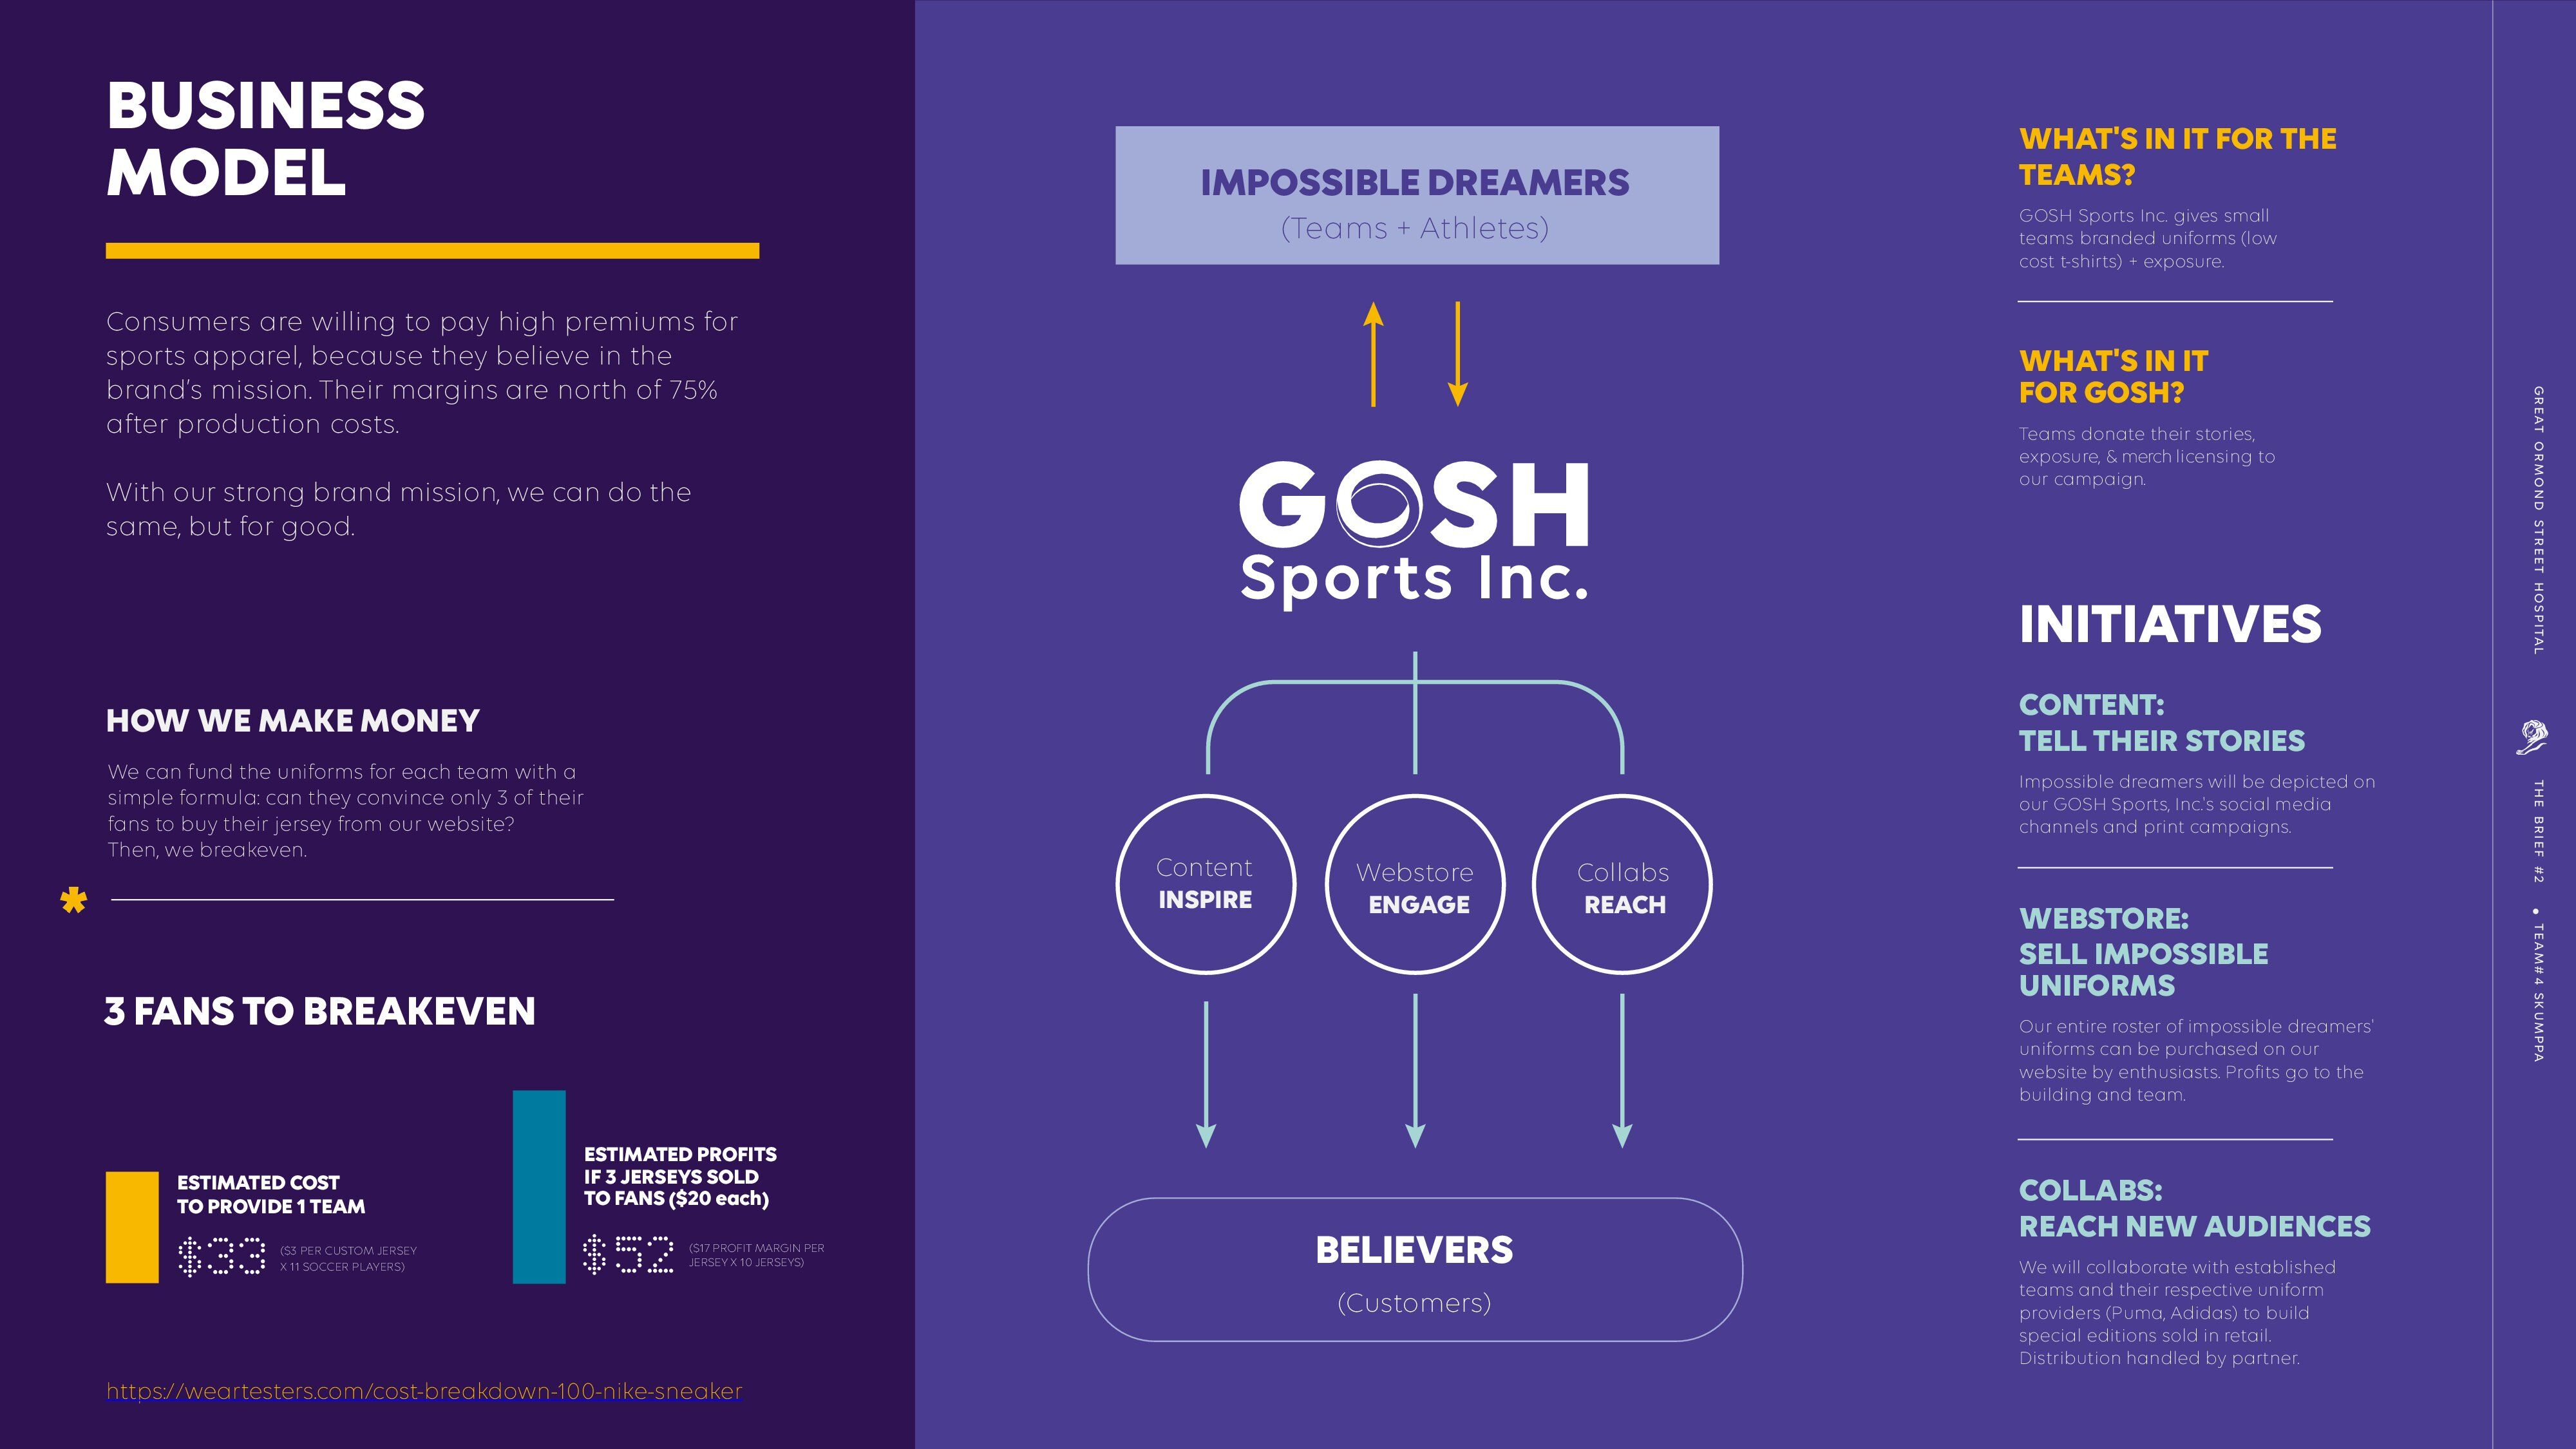 BUSINESS
MODEL
Consumers are willing to pay high premiums for
sports apparel, because they believe in the
brand's mission. Their margins are north of 75%
after production costs.
With our strong brand mission, we can do the
same, but for good.
HOW WE MAKE MONEY
We can fund the uniforms for each team with a
simple formula: can they convince only 3 of their
fans to buy their jersey from our website?
Then, we breakeven.
*
3 FANS TO BREAKEVEN
ESTIMATED COST
TO PROVIDE 1 TEAM
$33
($3 PER CUSTOM JERSEY
X 11 SOCCER PLAYERS)
ESTIMATED PROFITS
IF 3 JERSEYS SOLD
TO FANS ($20 each)
$52
($17 PROFIT MARGIN PER
JERSEY X 10 JERSEYS)
https://weartesters.com/cost-breakdown-100-nike-sneaker
IMPOSSIBLE DREAMERS
(Teams + Athletes)
GOSH
Sports Inc.
Content
INSPIRE
Webstore
ENGAGE
Collabs
REACH
BELIEVERS
(Customers)
WHAT'S IN IT FOR THE
TEAMS?
GOSH Sports Inc. gives small
teams branded uniforms (low
cost t-shirts) + exposure.
WHAT'S IN IT
FOR GOSH?
Teams donate their stories,
exposure, & merch licensing to
our campaign.
INITIATIVES
CONTENT:
TELL THEIR STORIES
Impossible dreamers will be depicted on
our GOSH Sports, Inc.'s social media
channels and print campaigns.
WEBSTORE:
SELL IMPOSSIBLE
UNIFORMS
Our entire roster of impossible dreamers'
uniforms can be purchased on our
website by enthusiasts. Profits go to the
building and team.
COLLABS:
REACH NEW AUDIENCES
We will collaborate with established
teams and their respective uniform
providers (Puma, Adidas) to build
special editions sold in retail.
Distribution handled by partner.
GREAT ORMOND STREET HOSPITAL
THE BRIEF #2 • TEAM#4 SKUMPPA